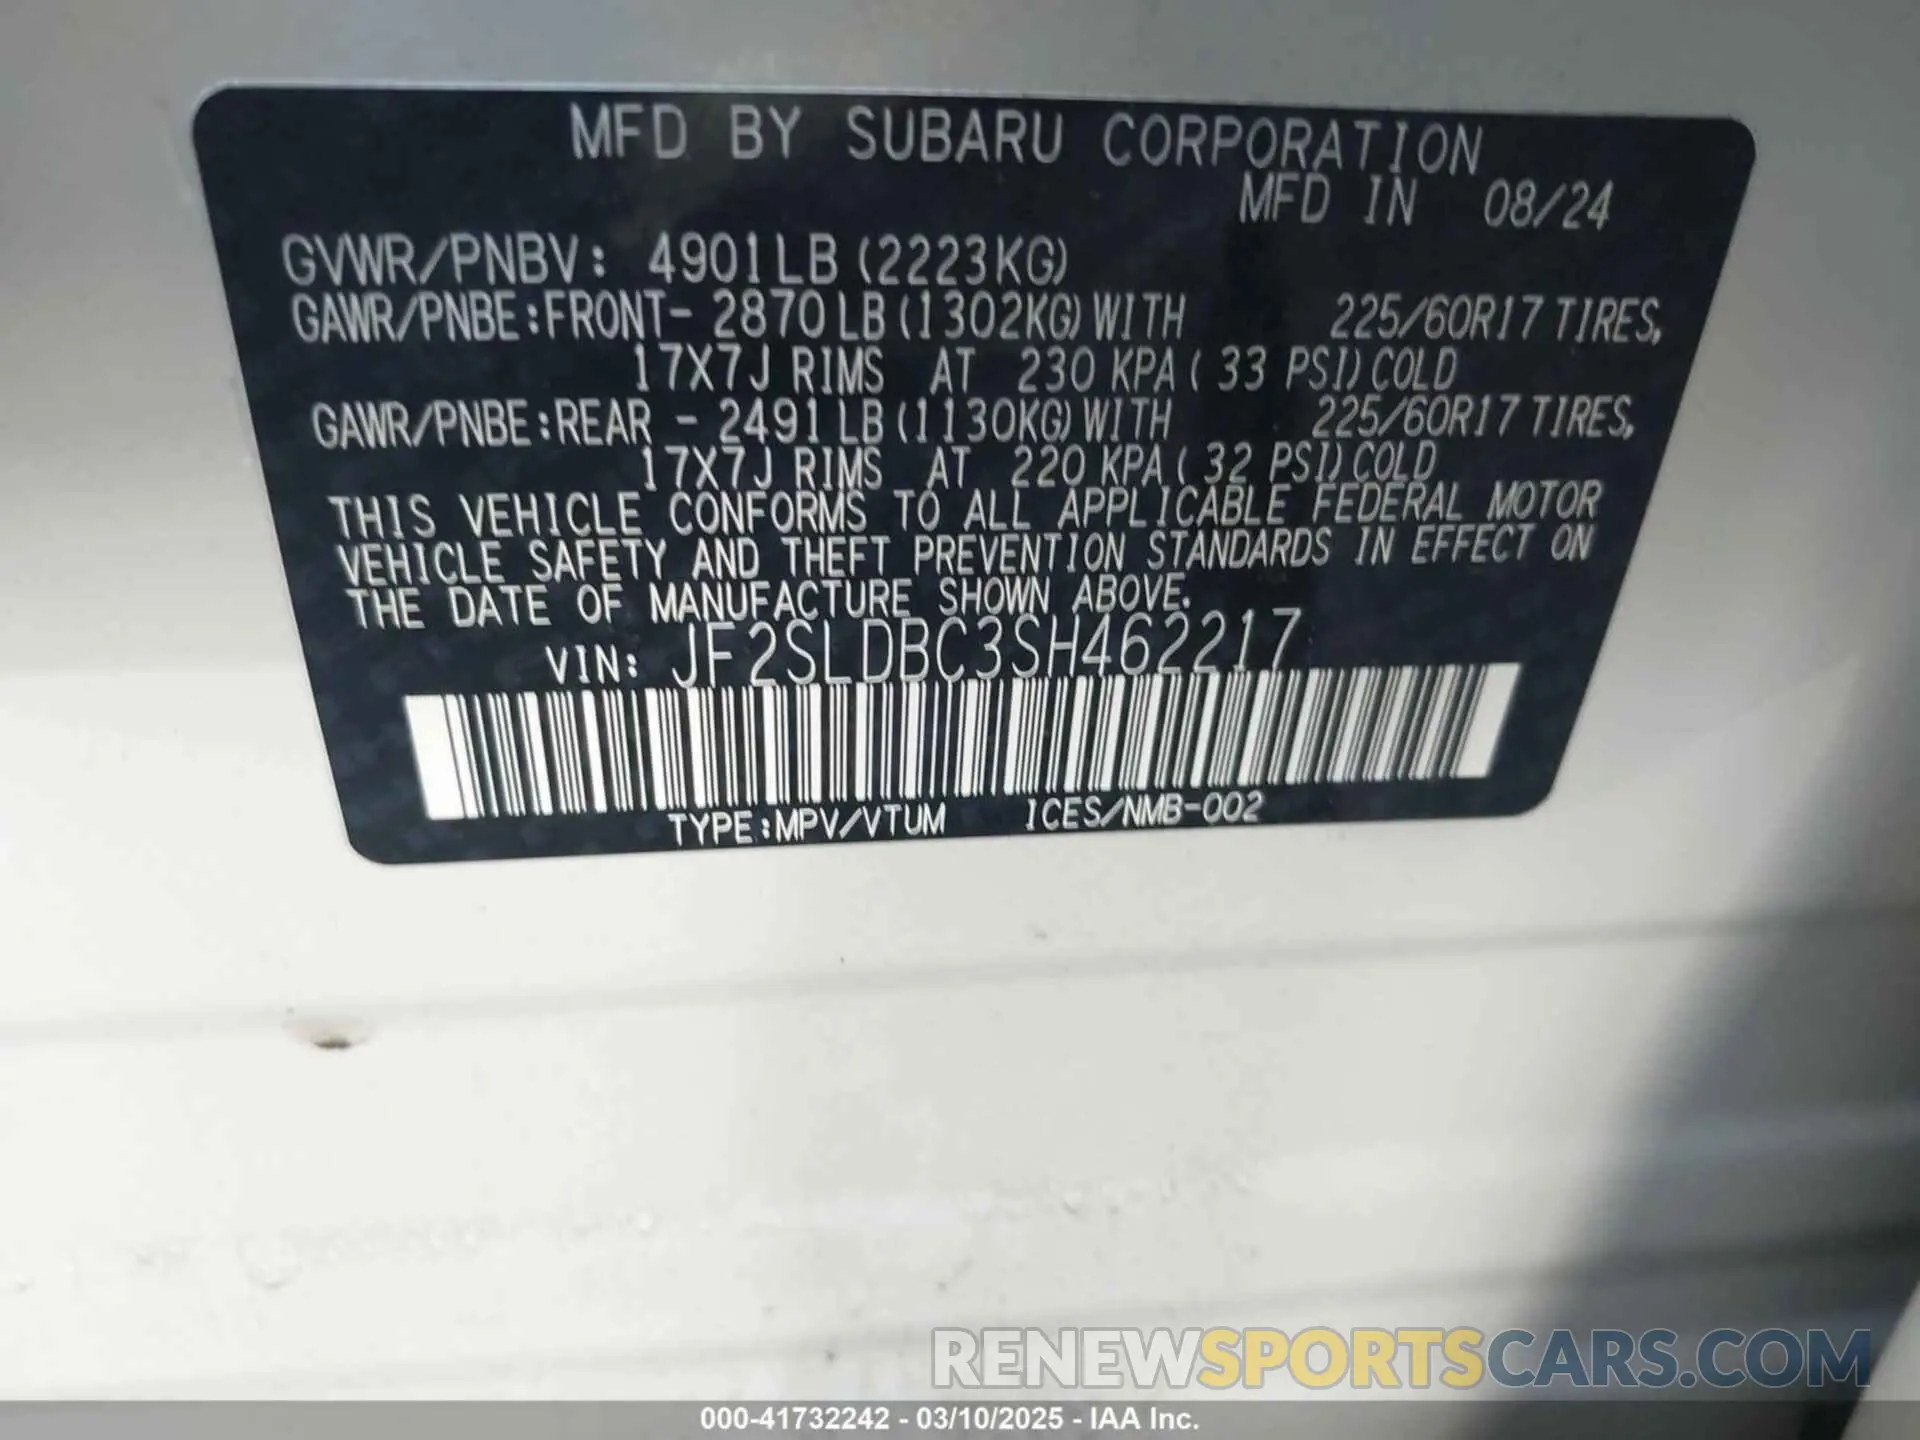 MFD BY SUBARU CORPORATION
MFD IN 08/24
GVWR/PNBV: 4901LB (2223KG)
GAWR/PNBE:FRONT- 2870LB(1302KG)WITH 225/60R17 TIRES,
17X7J RIMS AT 230 KPA( 33 PSI)COLD
GAWR/PNBE:REAR - 2491LB(1130KG)WITH 225/60R17 TIRES,
17X7J RIMS AT 220 KPA( 32 PSI)COLD
THIS VEHICLE CONFORMS TO ALL APPLICABLE FEDERAL MOTOR
VEHICLE SAFETY AND THEFT PREVENTION STANDARDS IN EFFECT ON
THE DATE OF MANUFACTURE SHOWN ABOVE.
VIN: JF2SLDBC3SH462217
TYPE:MPV/VTUM ICES/NMB-002
RENEWSPORTSCARS.COM
000-41732242 - 03/10/2025 - IAA Inc.